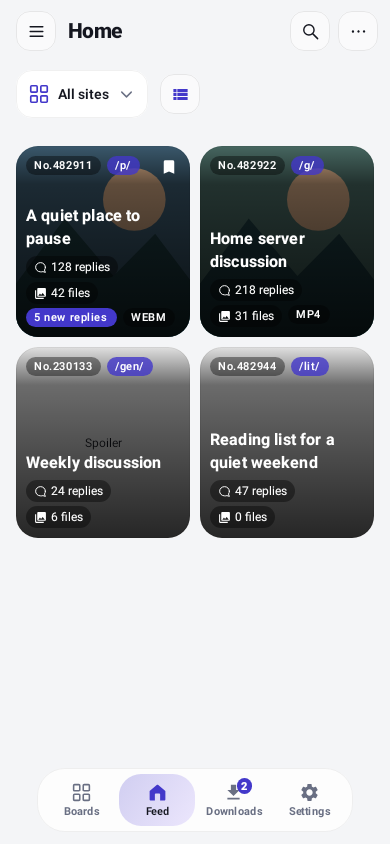 Home
All sites
No.482911 /p/
A quiet place to
pause
128 replies
42 files
5 new replies WEBM
No.482922 /g/
Home server
discussion
218 replies
31 files MP4
No.230133 /gen/
Spoiler
Weekly discussion
24 replies
6 files
No.482944 /lit/
Reading list for a
quiet weekend
47 replies
0 files
2
Boards Feed Downloads Settings